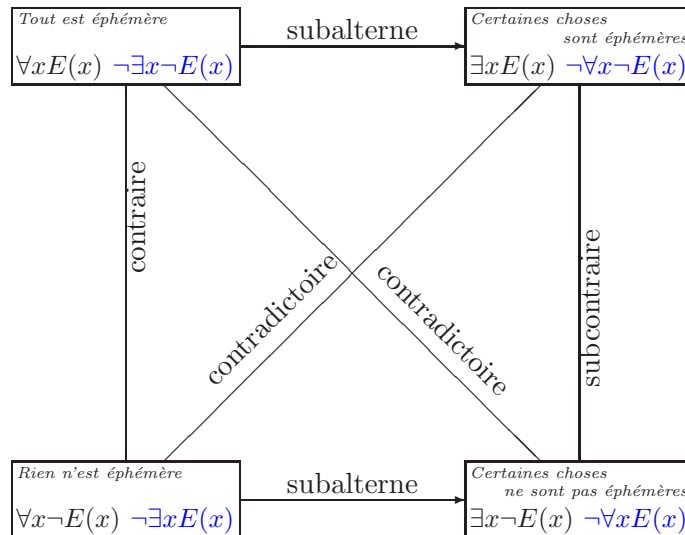 Tout est éphémère
∀xE(x) ¬∃x¬E(x)
subalterne
Certaines choses
sont éphémères
∃xE(x) ¬∀x¬E(x)
contraire
contradictoire
contradictoire
subcontraire
Rien n'est éphémère
∀x¬E(x) ¬∃xE(x)
subalterne
Certaines choses
ne sont pas éphémères
∃x¬E(x) ¬∀xE(x)